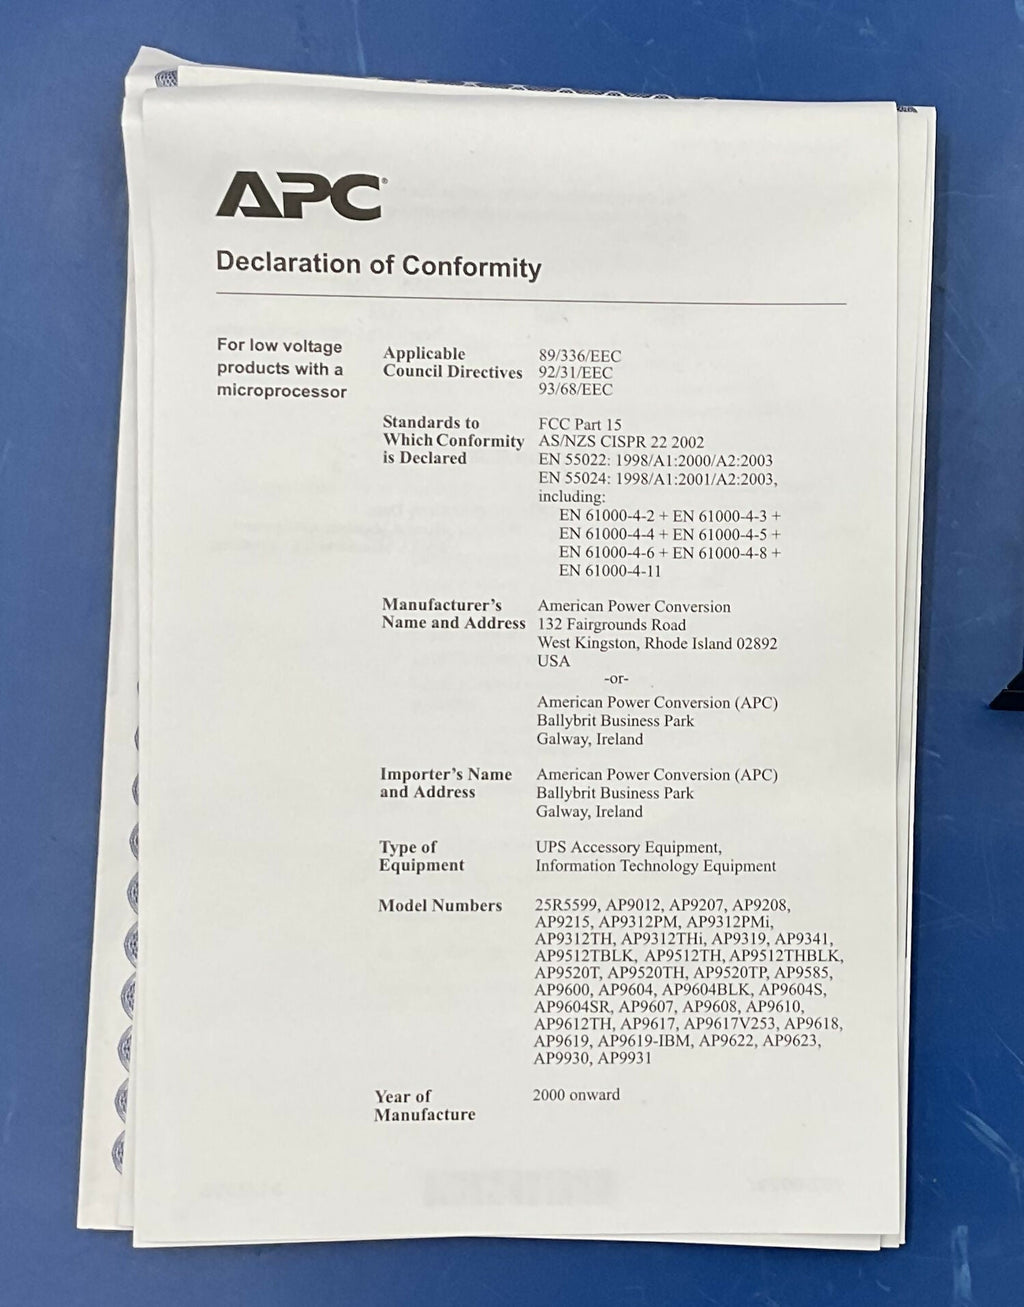 APC®
Declaration of Conformity
For low voltage
products with a
microprocessor
Applicable
Council Directives
89/336/EEC
92/31/EEC
93/68/EEC
Standards to
Which Conformity
is Declared
FCC Part 15
AS/NZS CISPR 22 2002
EN 55022: 1998/A1:2000/A2:2003
EN 55024: 1998/A1:2001/A2:2003,
including:
EN 61000-4-2 + EN 61000-4-3 +
EN 61000-4-4 + EN 61000-4-5 +
EN 61000-4-6 + EN 61000-4-8 +
EN 61000-4-11
Manufacturer's
Name and Address
American Power Conversion
132 Fairgrounds Road
West Kingston, Rhode Island 02892
USA
-or-
American Power Conversion (APC)
Ballybrit Business Park
Galway, Ireland
Importer's Name
and Address
American Power Conversion (APC)
Ballybrit Business Park
Galway, Ireland
Type of
Equipment
UPS Accessory Equipment,
Information Technology Equipment
Model Numbers
25R5599, AP9012, AP9207, AP9208,
AP9215, AP9312PM, AP9312PMi,
AP9312TH, AP9312THi, AP9319, AP9341,
AP9512TBLK, AP9512TH, AP9512THBLK,
AP9520T, AP9520TH, AP9520TP, AP9585,
AP9600, AP9604, AP9604BLK, AP9604S,
AP9604SR, AP9607, AP9608, AP9610,
AP9612TH, AP9617, AP9617V253, AP9618,
AP9619, AP9619-IBM, AP9622, AP9623,
AP9930, AP9931
Year of
Manufacture
2000 onward